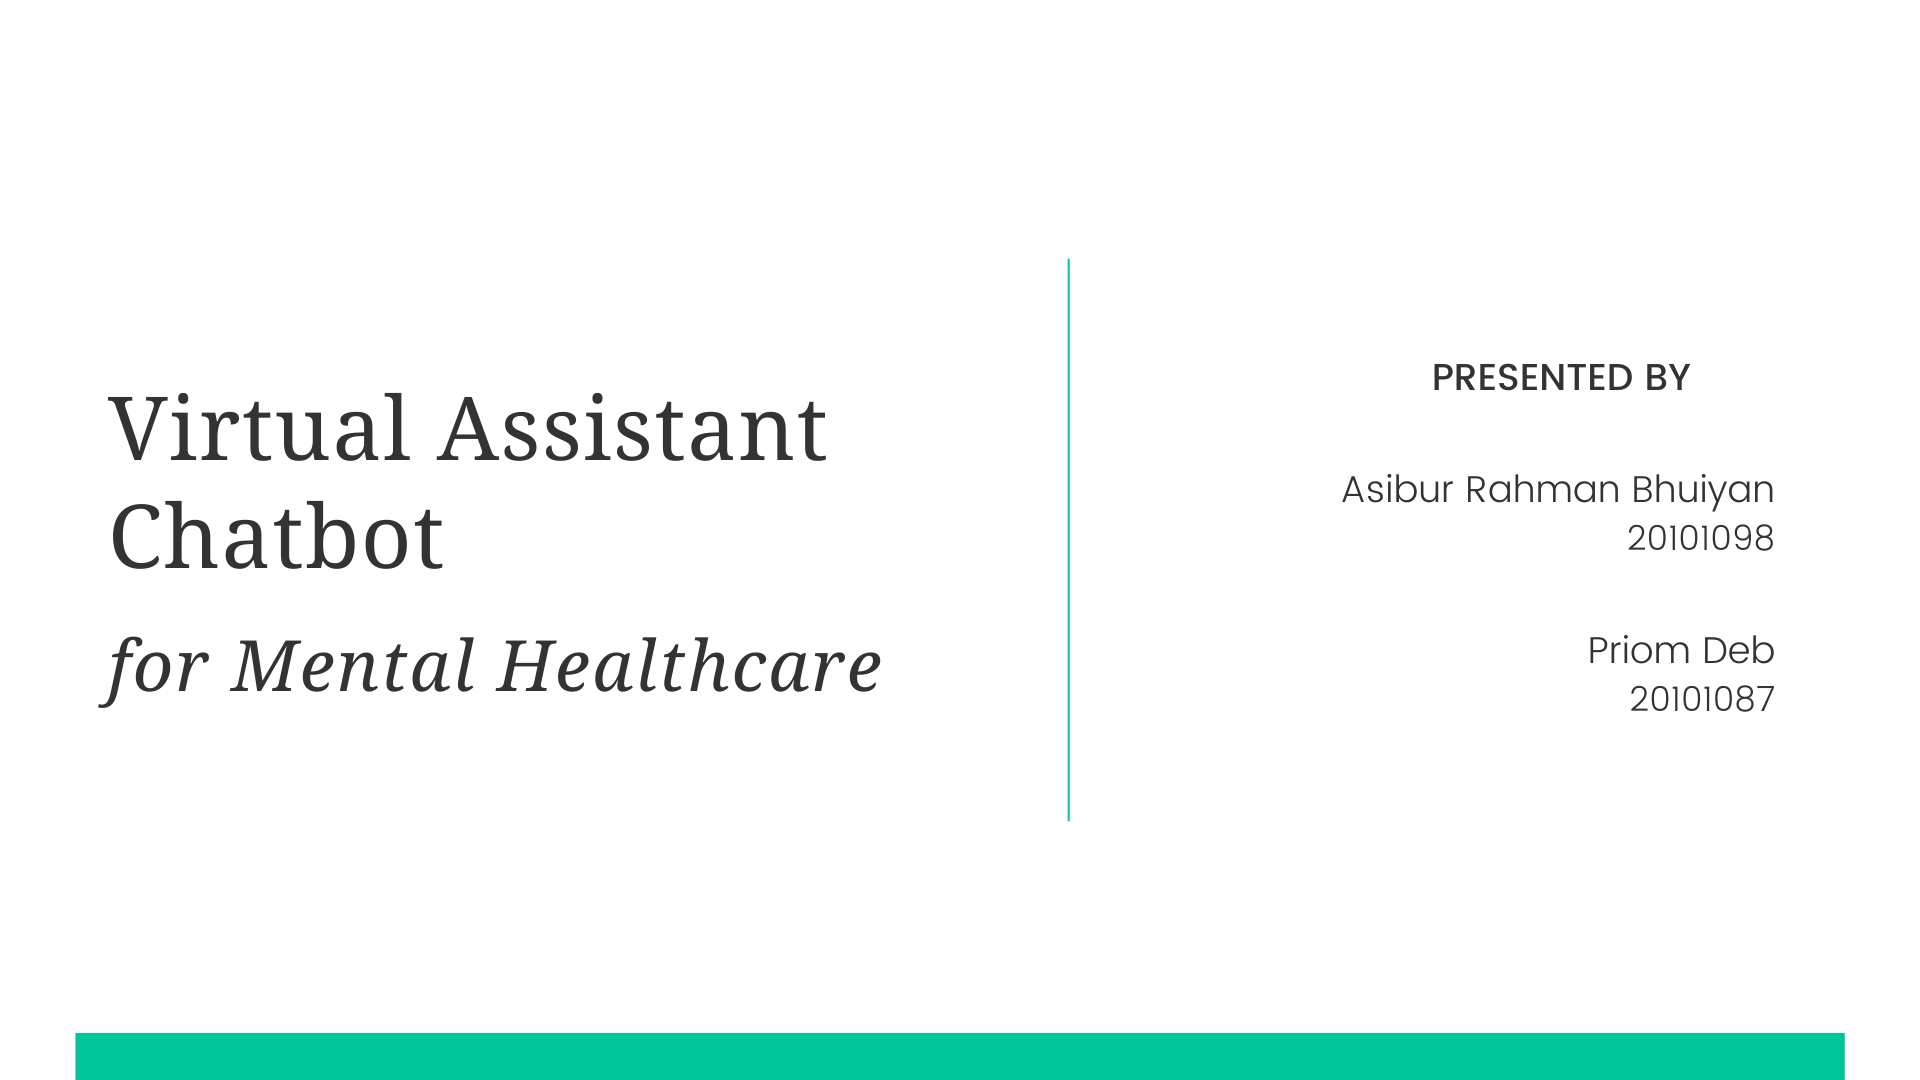 Virtual Assistant
Chatbot
for Mental Healthcare
PRESENTED BY
Asibur Rahman Bhuiyan
20101098
Priom Deb
20101087